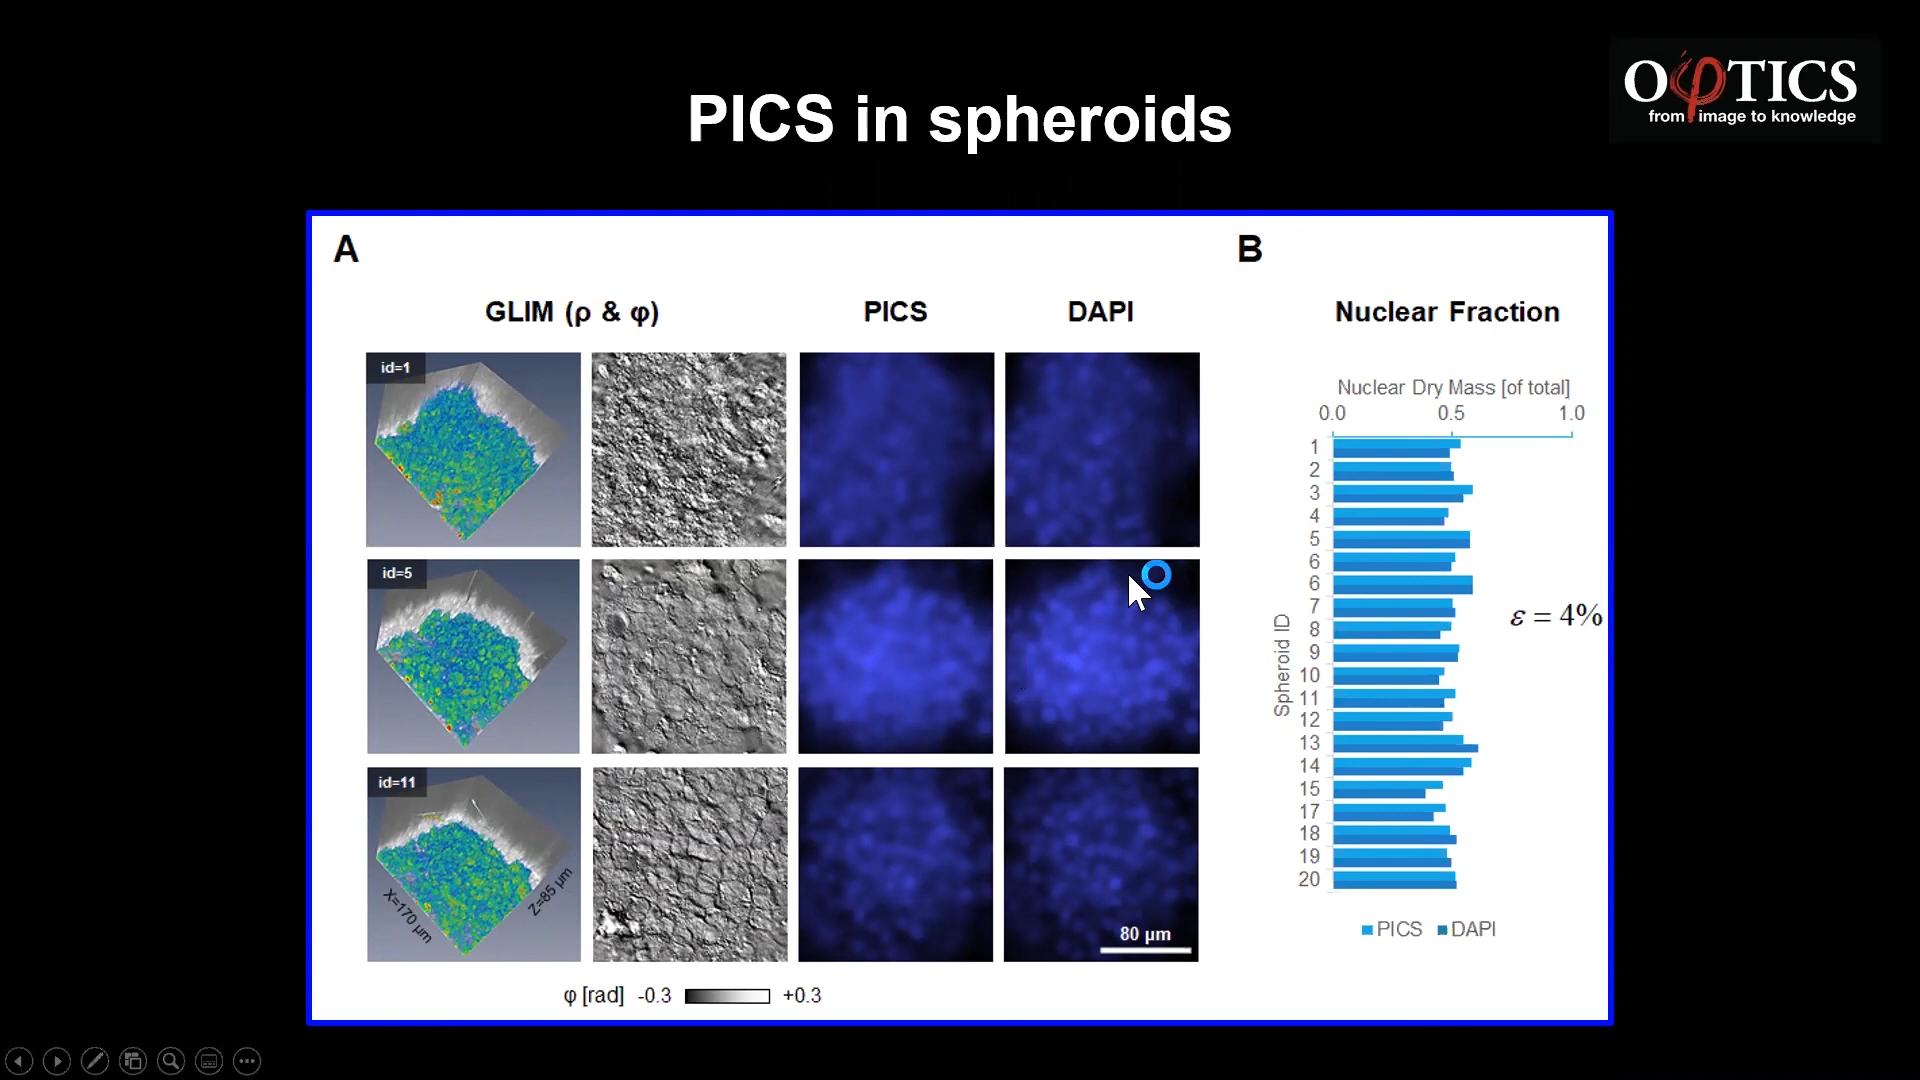 OφTICS
from image to knowledge
PICS in spheroids
A
B
GLIM (ρ & φ)
PICS
DAPI
Nuclear Fraction
id=1
id=5
id=11
X=170 µm
Z=85 µm
80 µm
φ [rad] -0.3 +0.3
Nuclear Dry Mass [of total]
0.0 0.5 1.0
Spheroid ID
1
2
3
4
5
6
6
7
8
9
10
11
12
13
14
15
17
18
19
20
ε = 4%
PICS DAPI